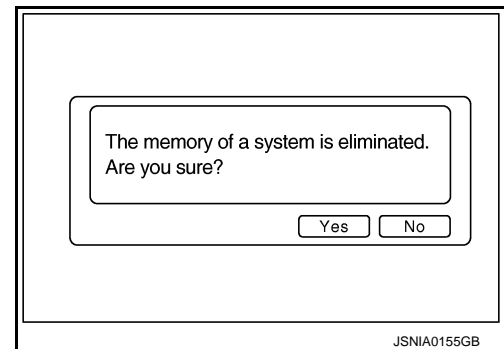 The memory of a system is eliminated.
Are you sure?
Yes No
JSNIA0155GB